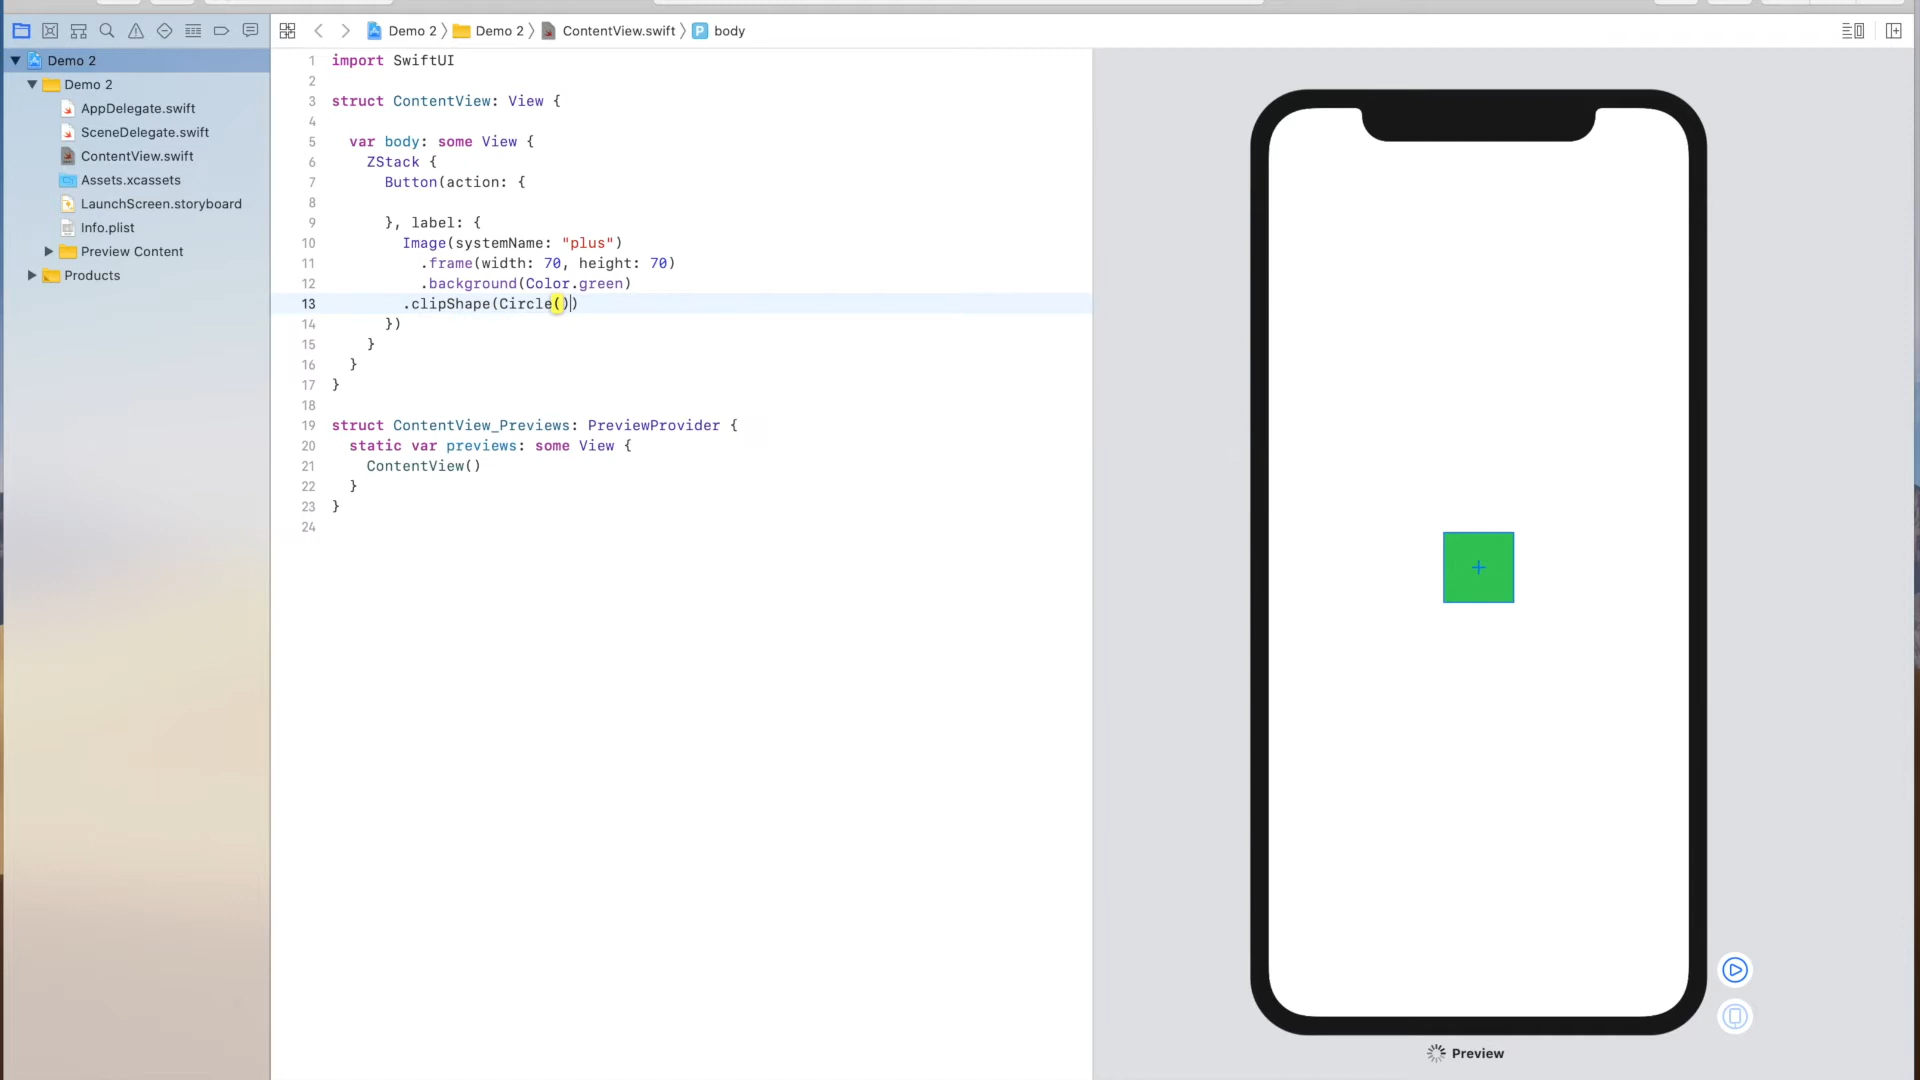 Demo 2 Demo 2 ContentView.swift P body
Demo 2
Demo 2
AppDelegate.swift
SceneDelegate.swift
ContentView.swift
Assets.xcassets
LaunchScreen.storyboard
Info.plist
Preview Content
Products
1 import SwiftUI
2
3 struct ContentView: View {
4
5 var body: some View {
6 ZStack {
7 Button(action: {
8
9 }, label: {
10 Image(systemName: "plus")
11 .frame(width: 70, height: 70)
12 .background(Color.green)
13 .clipShape(Circle())
14 })
15 }
16 }
17 }
18
19 struct ContentView_Previews: PreviewProvider {
20 static var previews: some View {
21 ContentView()
22 }
23 }
24
Preview